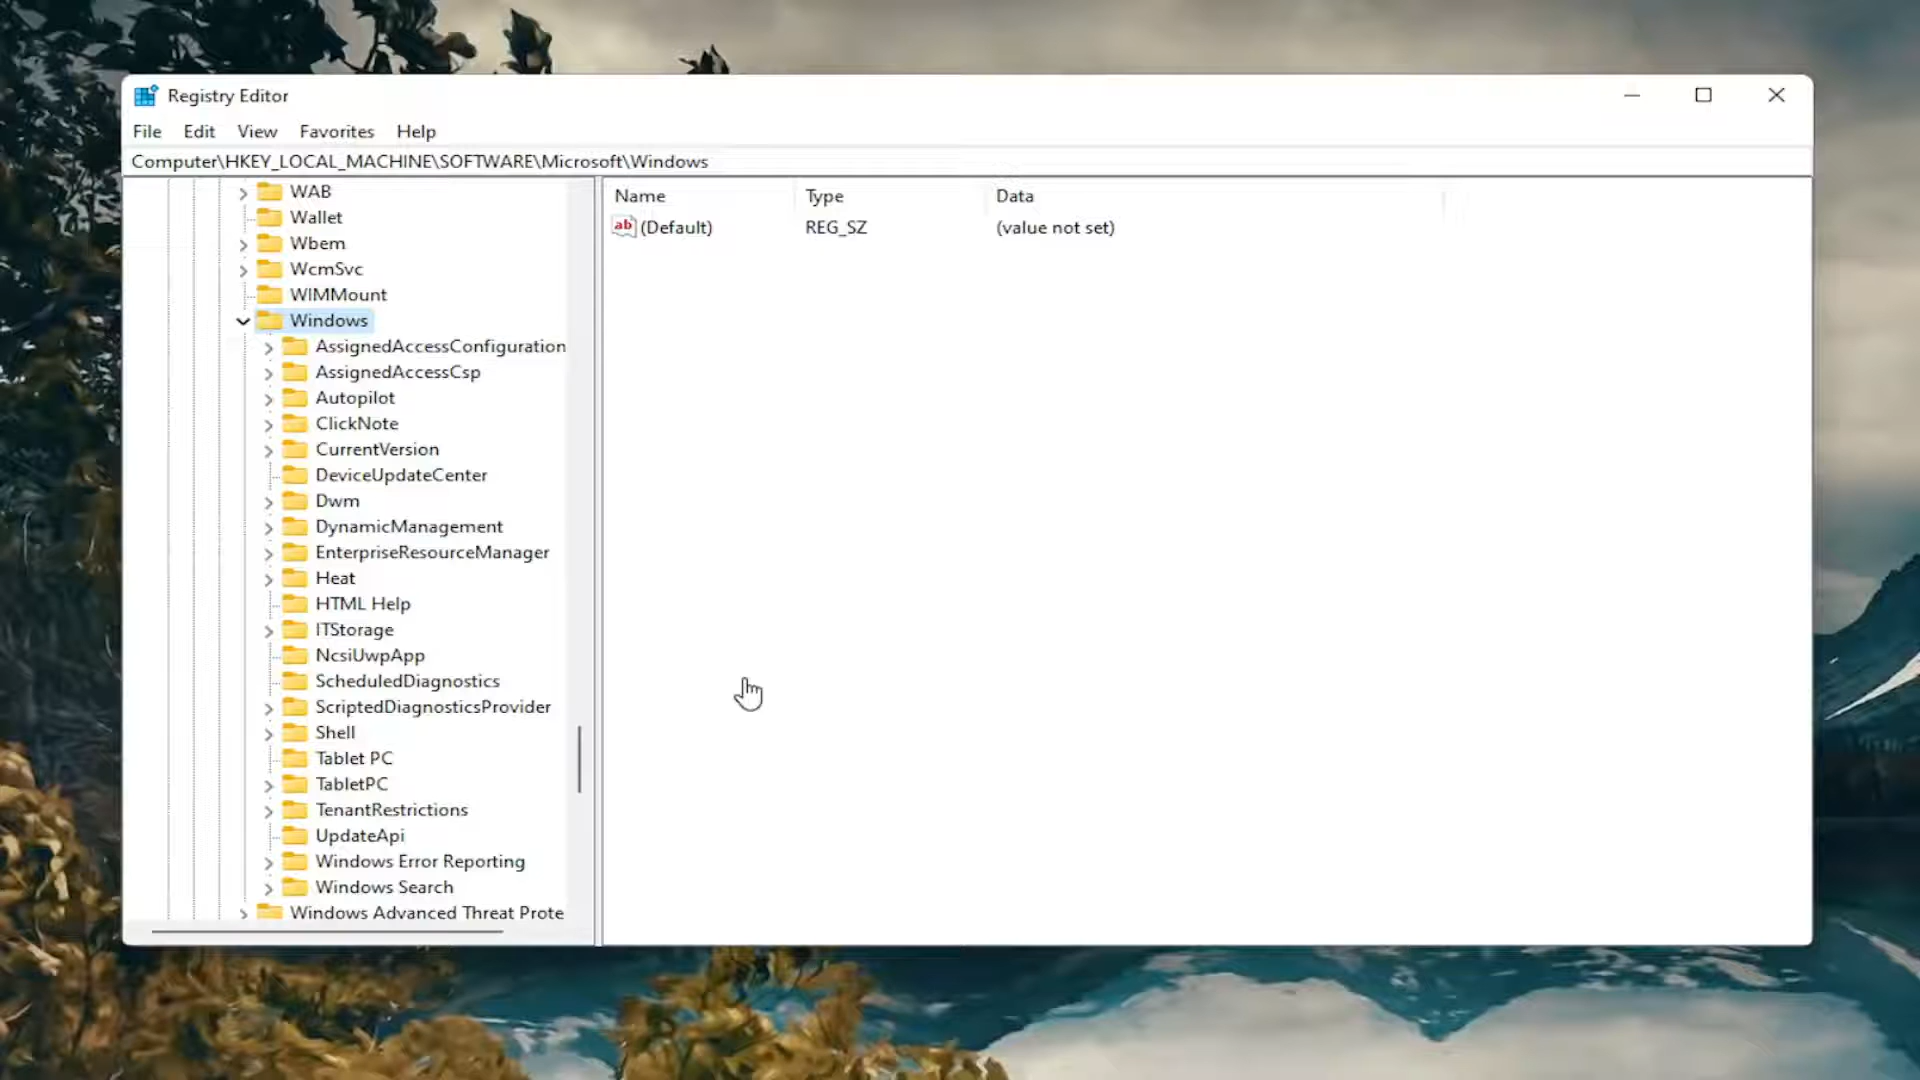 Registry Editor
File Edit View Favorites Help
Computer\HKEY_LOCAL_MACHINE\SOFTWARE\Microsoft\Windows
WAB
Wallet
Wbem
WcmSvc
WIMMount
Windows
AssignedAccessConfiguration
AssignedAccessCsp
Autopilot
ClickNote
CurrentVersion
DeviceUpdateCenter
Dwm
DynamicManagement
EnterpriseResourceManager
Heat
HTML Help
ITStorage
NcsiUwpApp
ScheduledDiagnostics
ScriptedDiagnosticsProvider
Shell
Tablet PC
TabletPC
TenantRestrictions
UpdateApi
Windows Error Reporting
Windows Search
Windows Advanced Threat Prote
Name Type Data
ab (Default) REG_SZ (value not set)